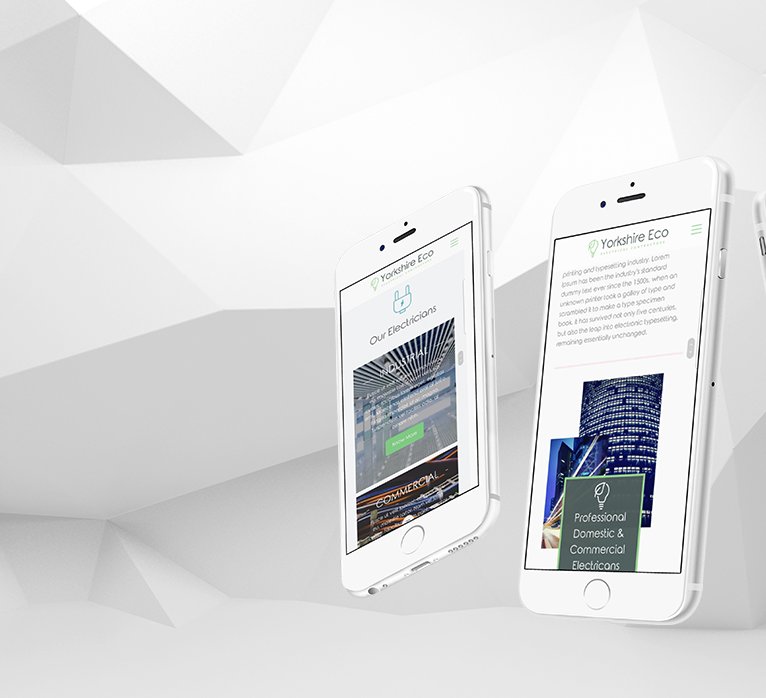 Yorkshire Eco
Our Electricians
INDUSTRIAL
KNOW MORE
COMMERCIAL
Yorkshire Eco
printing and typesetting industry. Lorem
Ipsum has been the industry's standard
dummy text ever since the 1500s, when an
unknown printer took a galley of type and
scrambled it to make a type specimen
book. It has survived not only five centuries,
but also the leap into electronic typesetting,
remaining essentially unchanged.
Professional
Domestic &
Commercial
Electricans